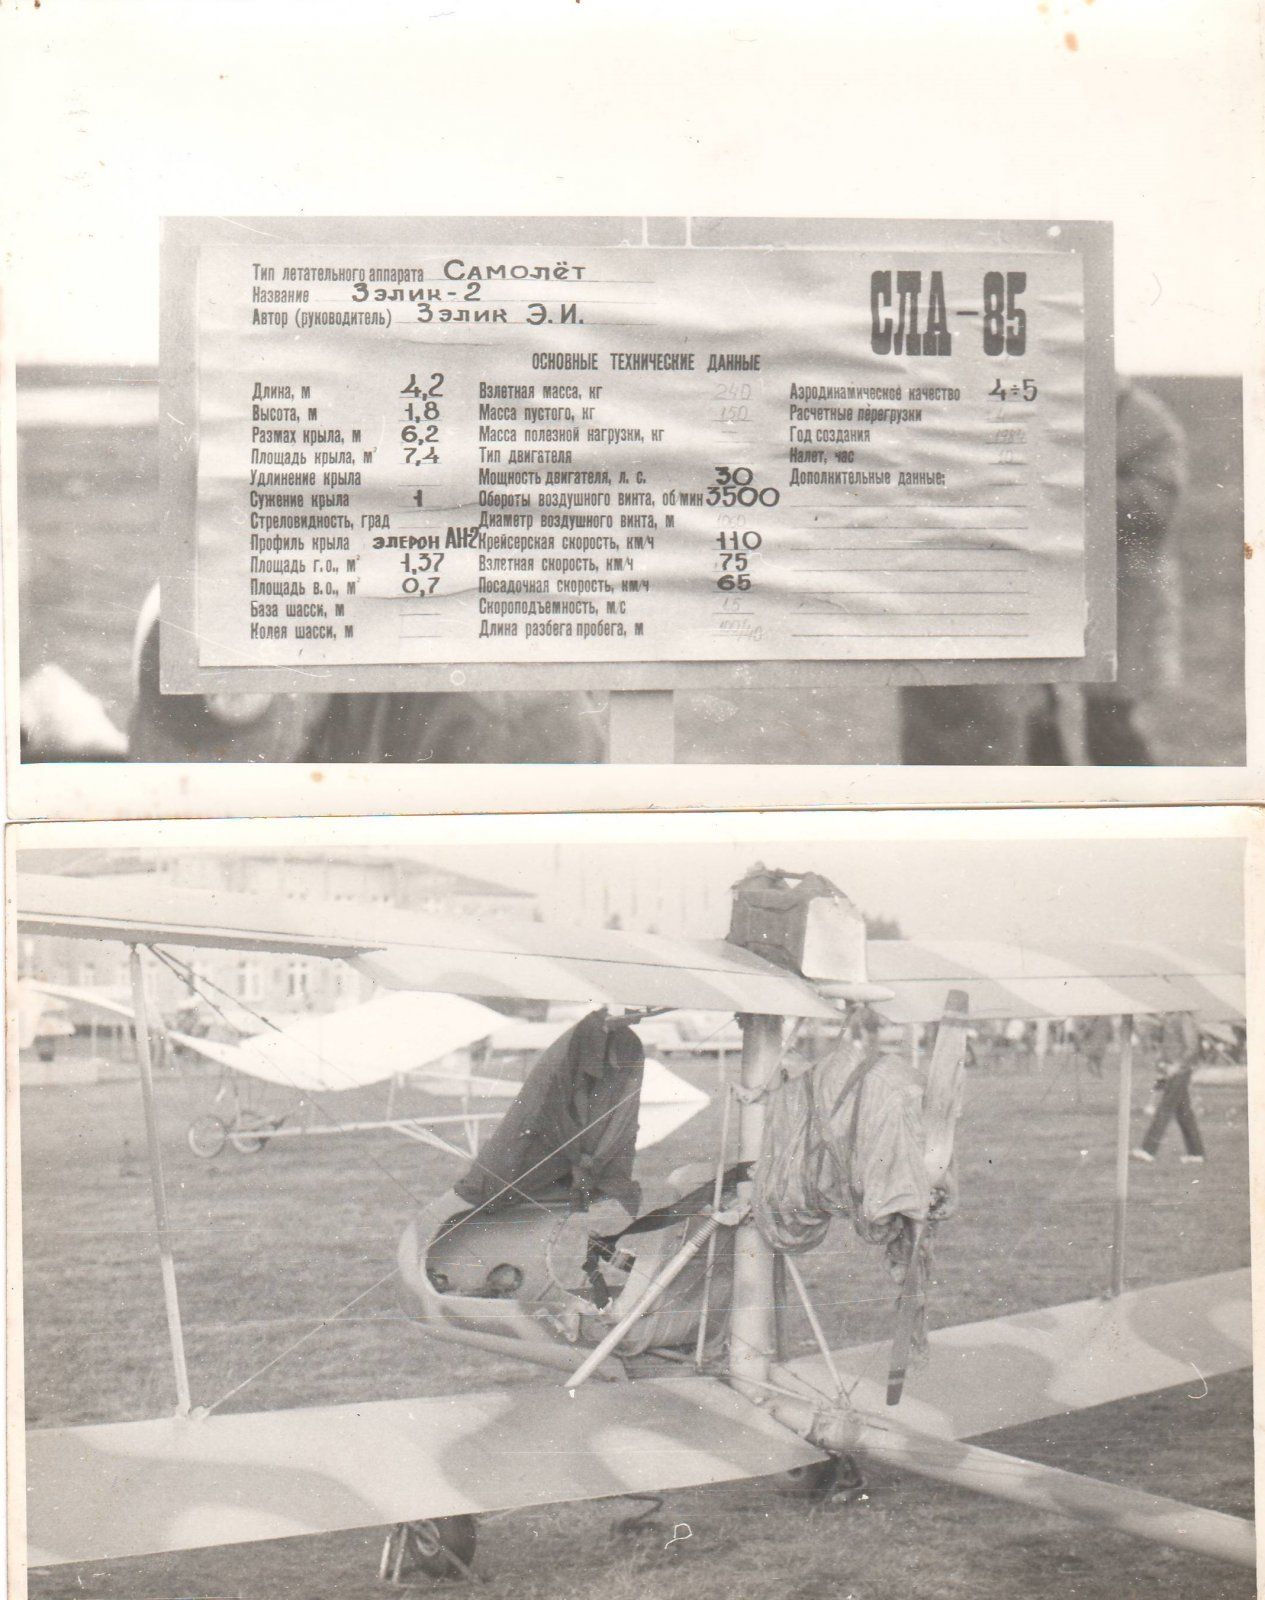 Тип летательного аппарата Самолёт
Название Зэлик-2
Автор (руководитель) Зэлик Э.И.
СЛА-85
ОСНОВНЫЕ ТЕХНИЧЕСКИЕ ДАННЫЕ
Длина, м 4,2
Высота, м 1,8
Размах крыла, м 6,2
Площадь крыла, м² 7,4
Удлинение крыла
Сужение крыла 1
Стреловидность, град
Профиль крыла элерон АН-2
Площадь г.о., м² 1,37
Площадь в.о., м² 0,7
База шасси, м
Колея шасси, м
Взлетная масса, кг 240
Масса пустого, кг 150
Масса полезной нагрузки, кг
Тип двигателя
Мощность двигателя, л. с. 30
Обороты воздушного винта, об/мин 3500
Диаметр воздушного винта, м
Крейсерская скорость, км/ч 110
Взлетная скорость, км/ч 75
Посадочная скорость, км/ч 65
Скороподъемность, м/с
Длина разбега пробега, м
Аэродинамическое качество 4÷5
Расчетные перегрузки 4
Год создания
Налет, час
Дополнительные данные: